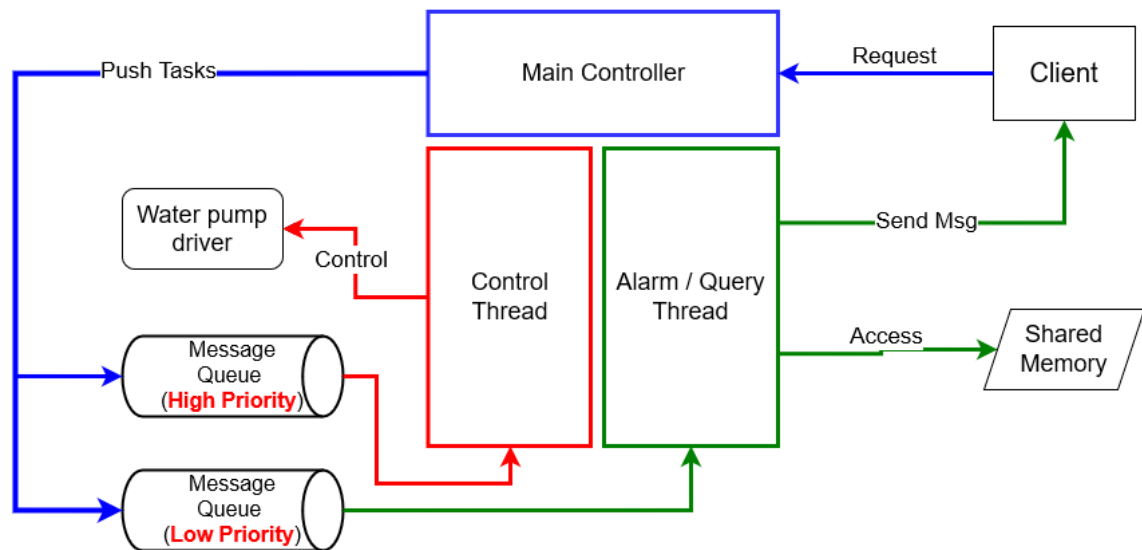 Push Tasks
Main Controller
Request
Client
Water pump
driver
Control
Control
Thread
Alarm / Query
Thread
Send Msg
Access
Shared
Memory
Message
Queue
(High Priority)
Message
Queue
(Low Priority)